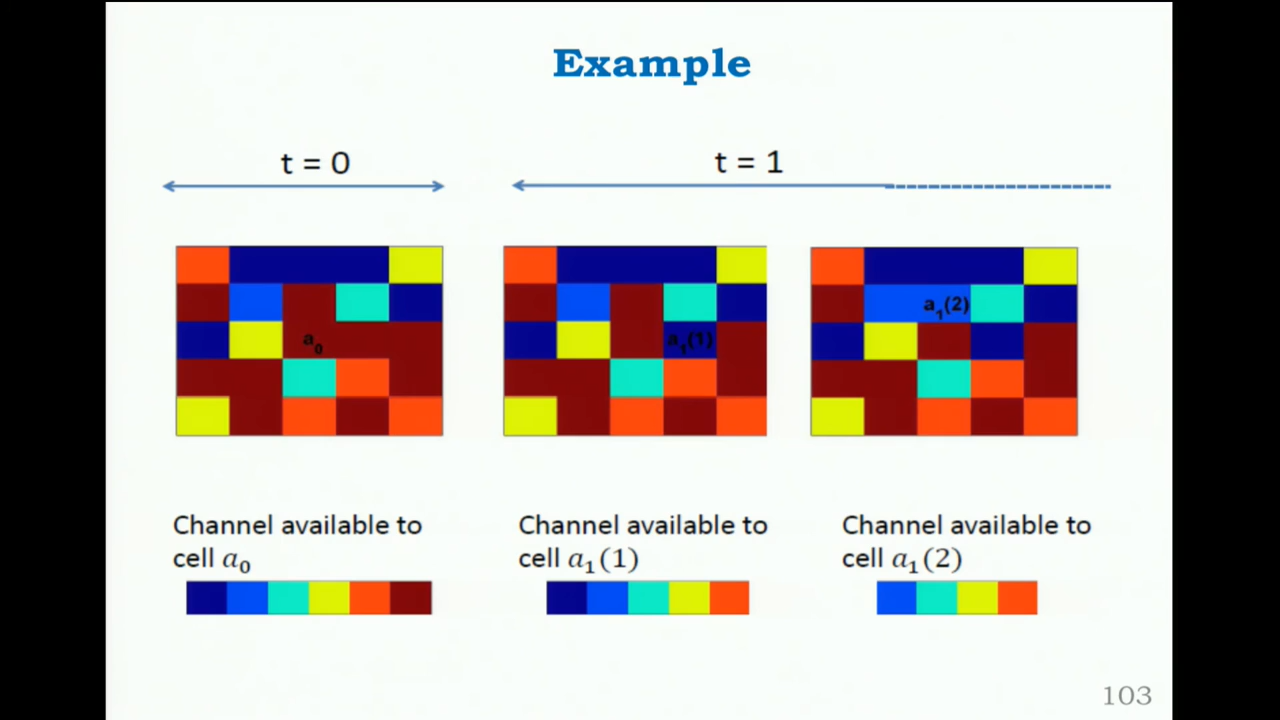 Example
t = 0
t = 1
a₀
a₁(1)
a₁(2)
Channel available to
cell a₀
Channel available to
cell a₁(1)
Channel available to
cell a₁(2)
103